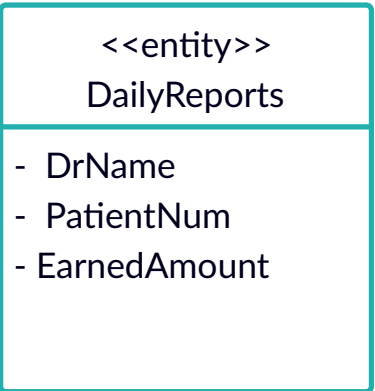 <<entity>>
DailyReports
- DrName
- PatientNum
- EarnedAmount